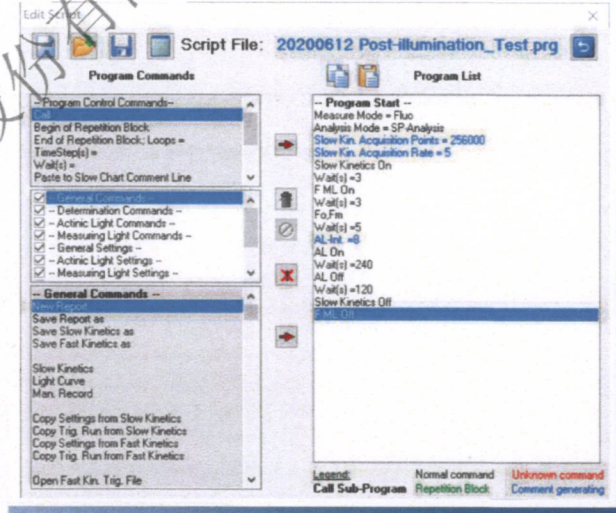 Edit Script
Script File: 20200612 Post-illumination_Test.prg
Program Commands
Program List
-- Program Control Commands--
Call
Begin of Repetition Block
End of Repetition Block; Loops =
TimeStep(s) =
Wait(s) =
Paste to Slow Chart Comment Line
-- General Commands --
-- Determination Commands --
-- Actinic Light Commands --
-- Measuring Light Commands --
-- General Settings --
-- Actinic Light Settings --
-- Measuring Light Settings --
-- General Commands --
New Report
Save Report as
Save Slow Kinetics as
Save Fast Kinetics as
Slow Kinetics
Light Curve
Man. Record
Copy Settings from Slow Kinetics
Copy Trig. Run from Slow Kinetics
Copy Settings from Fast Kinetics
Copy Trig. Run from Fast Kinetics
Open Fast Kin. Trig. File
-- Program Start --
Measure Mode = Fluo
Analysis Mode = SP-Analysis
Slow Kin. Acquisition Points = 256000
Slow Kin. Acquisition Rate = 5
Slow Kinetics On
Wait(s) =3
F ML On
Wait(s) =3
Fo,Fm
Wait(s) =5
AL-Int. =8
AL On
Wait(s) =240
AL Off
Wait(s) =120
Slow Kinetics Off
F ML Off
Legend: Normal command Unknown command
Call Sub-Program Repetition Block Comment generating